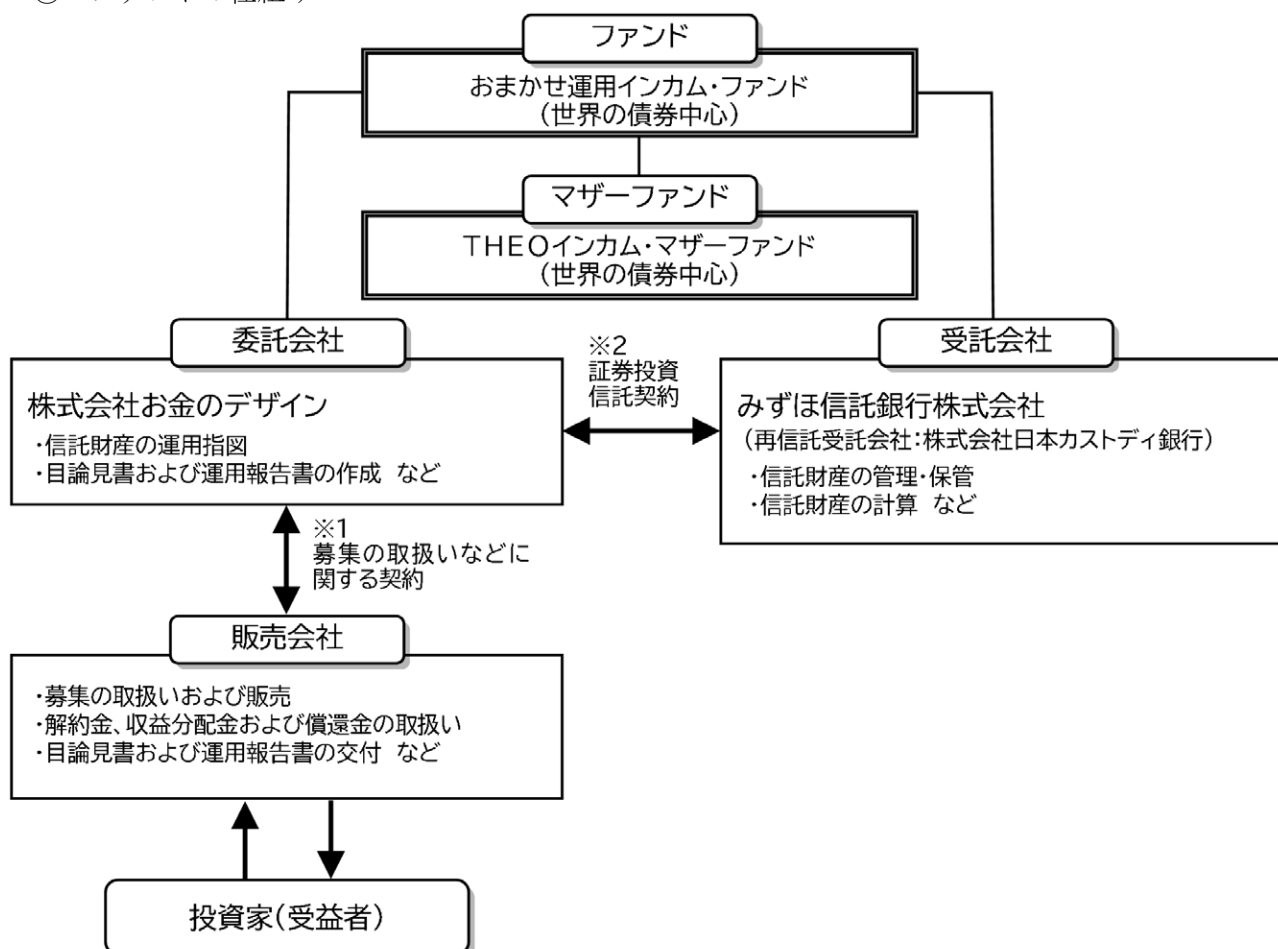 ファンド
おまかせ運用インカム・ファンド
(世界の債券中心)
マザーファンド
THEOインカム・マザーファンド
(世界の債券中心)
委託会社
株式会社お金のデザイン
・信託財産の運用指図
・目論見書および運用報告書の作成 など
※2
証券投資
信託契約
受託会社
みずほ信託銀行株式会社
(再信託受託会社:株式会社日本カストディ銀行)
・信託財産の管理・保管
・信託財産の計算 など
※1
募集の取扱いなどに
関する契約
販売会社
・募集の取扱いおよび販売
・解約金、収益分配金および償還金の取扱い
・目論見書および運用報告書の交付 など
投資家(受益者)